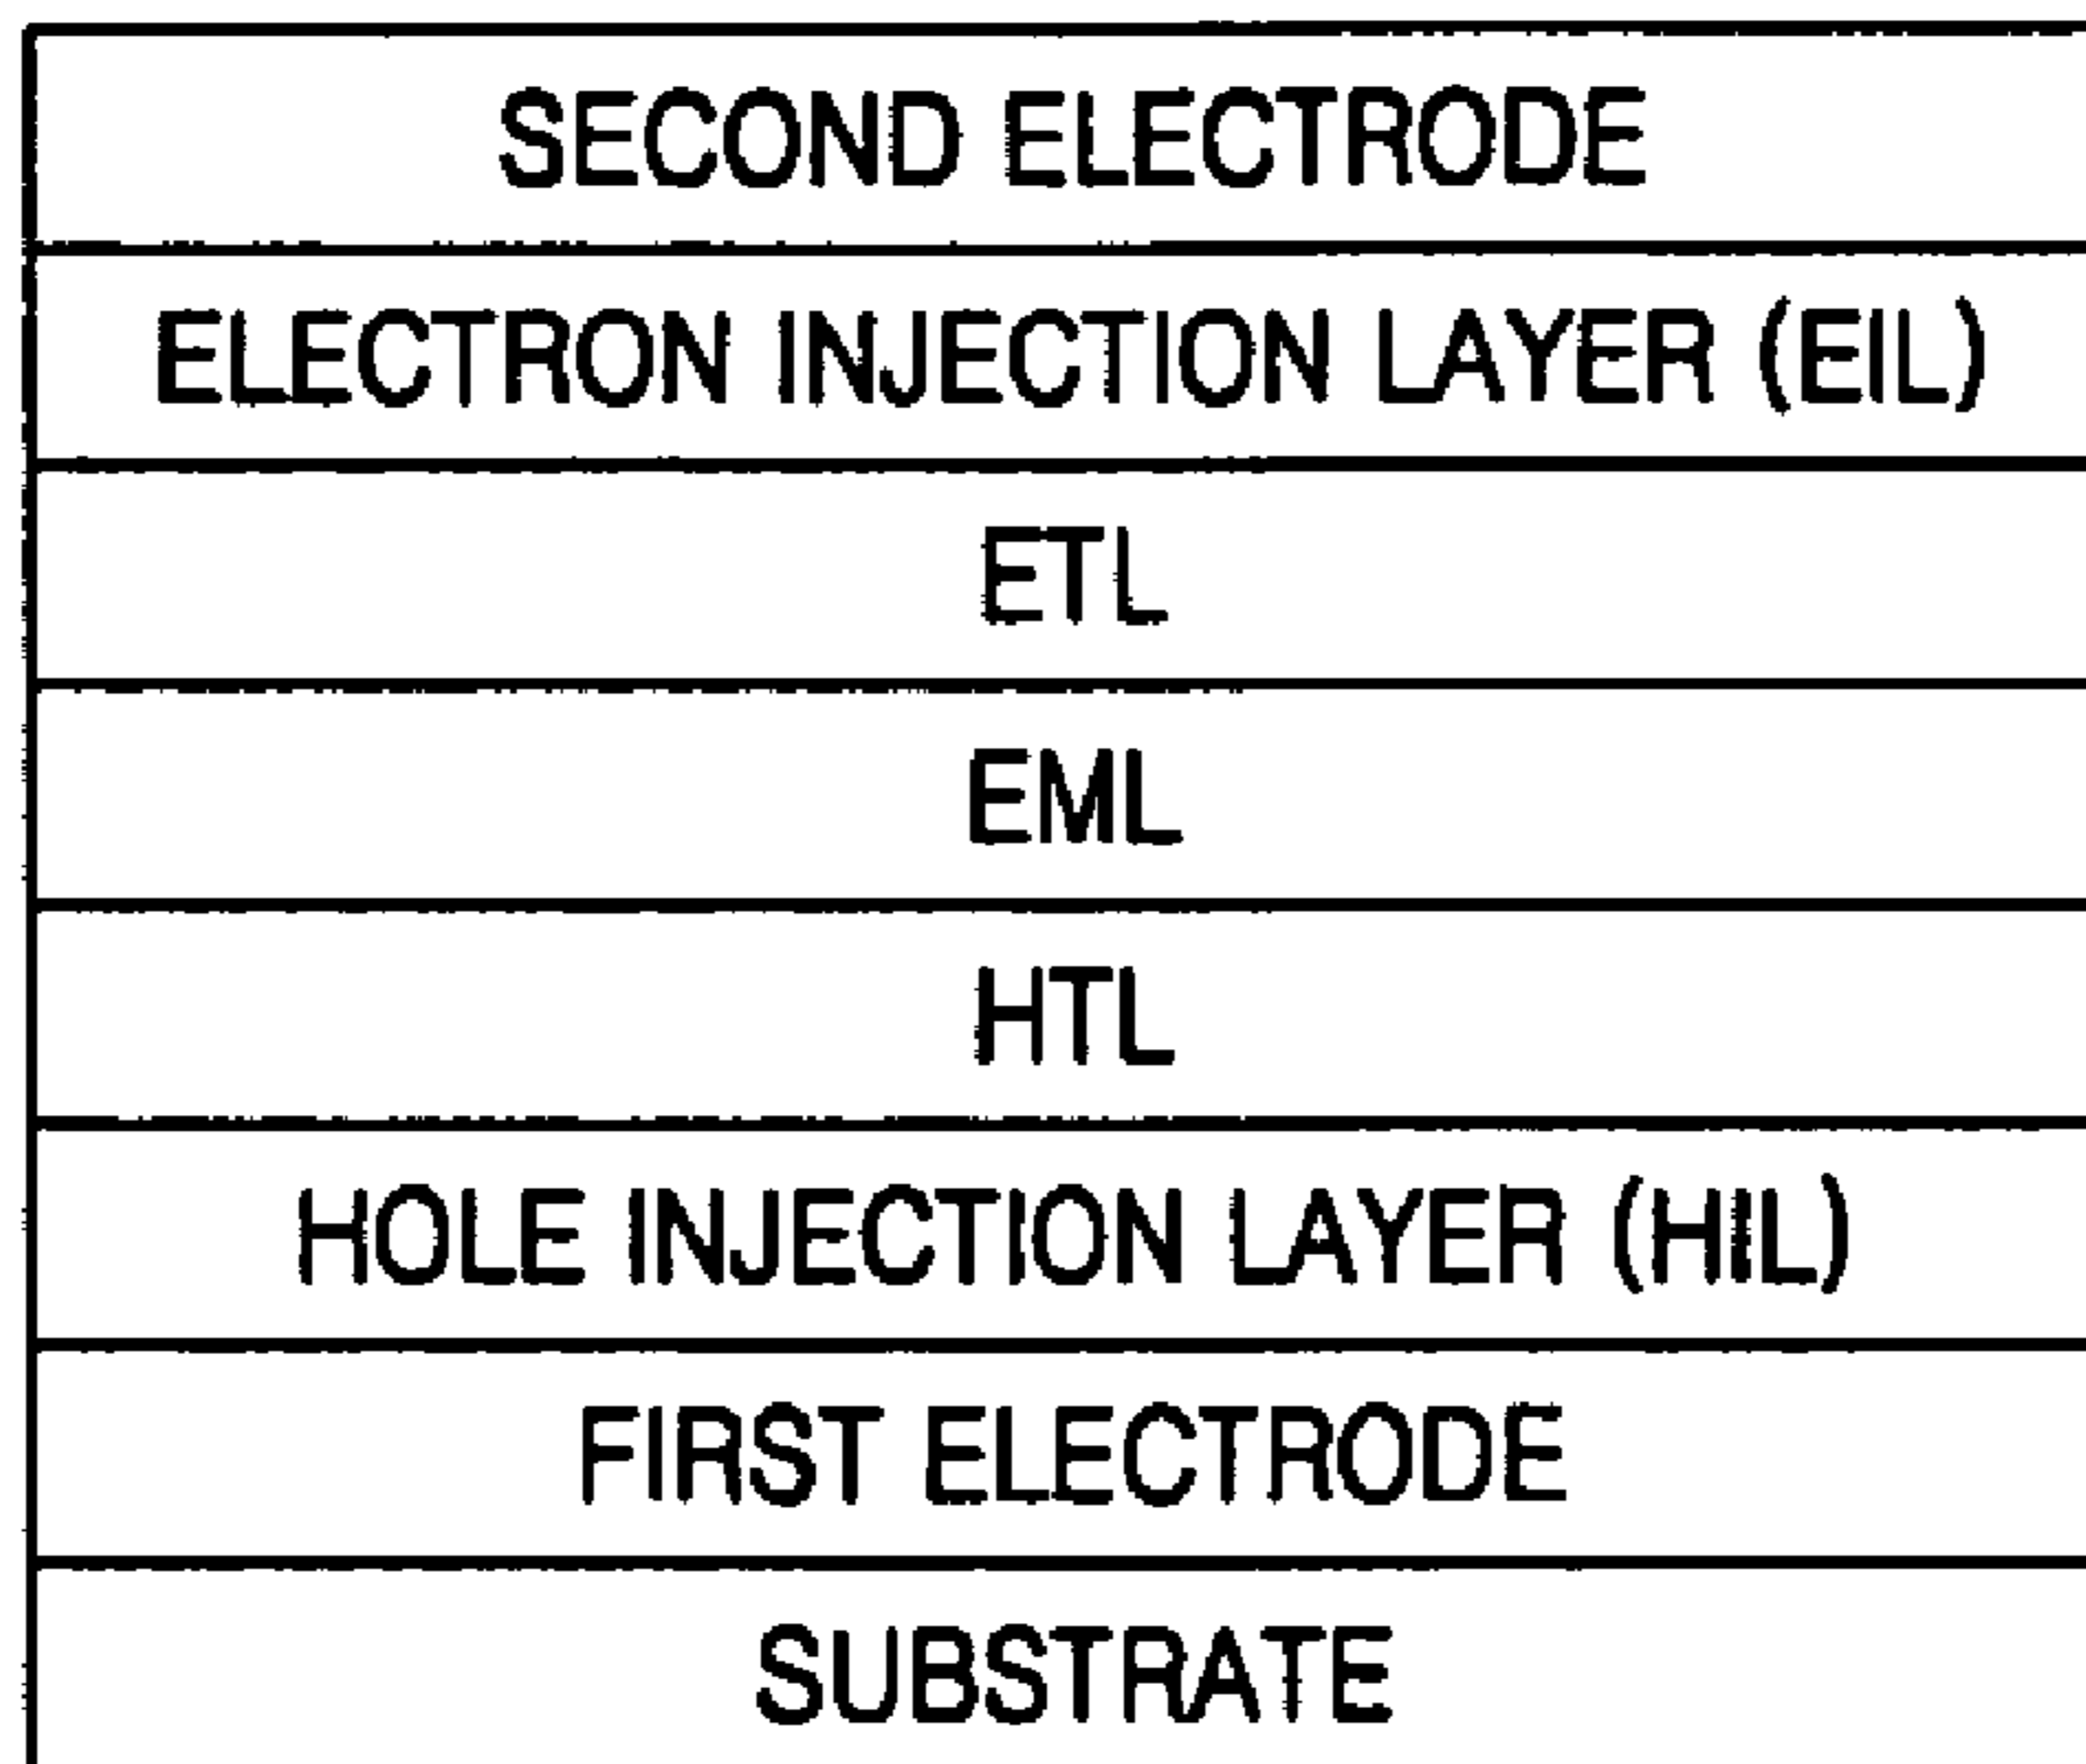 SECOND ELECTRODE
ELECTRON INJECTION LAYER (EIL)
ETL
EML
HTL
HOLE INJECTION LAYER (HIL)
FIRST ELECTRODE
SUBSTRATE